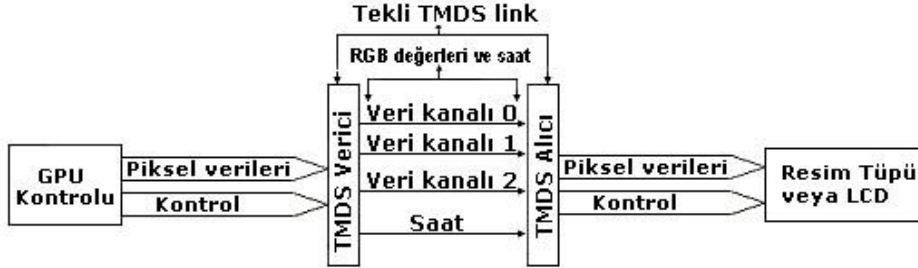 Tekli TMDS link
RGB değerleri ve saat
GPU
Kontrolu
Piksel verileri
Kontrol
TMDS Verici
Veri kanalı 0
Veri kanalı 1
Veri kanalı 2
Saat
TMDS Alıcı
Piksel verileri
Kontrol
Resim Tüpü
veya LCD